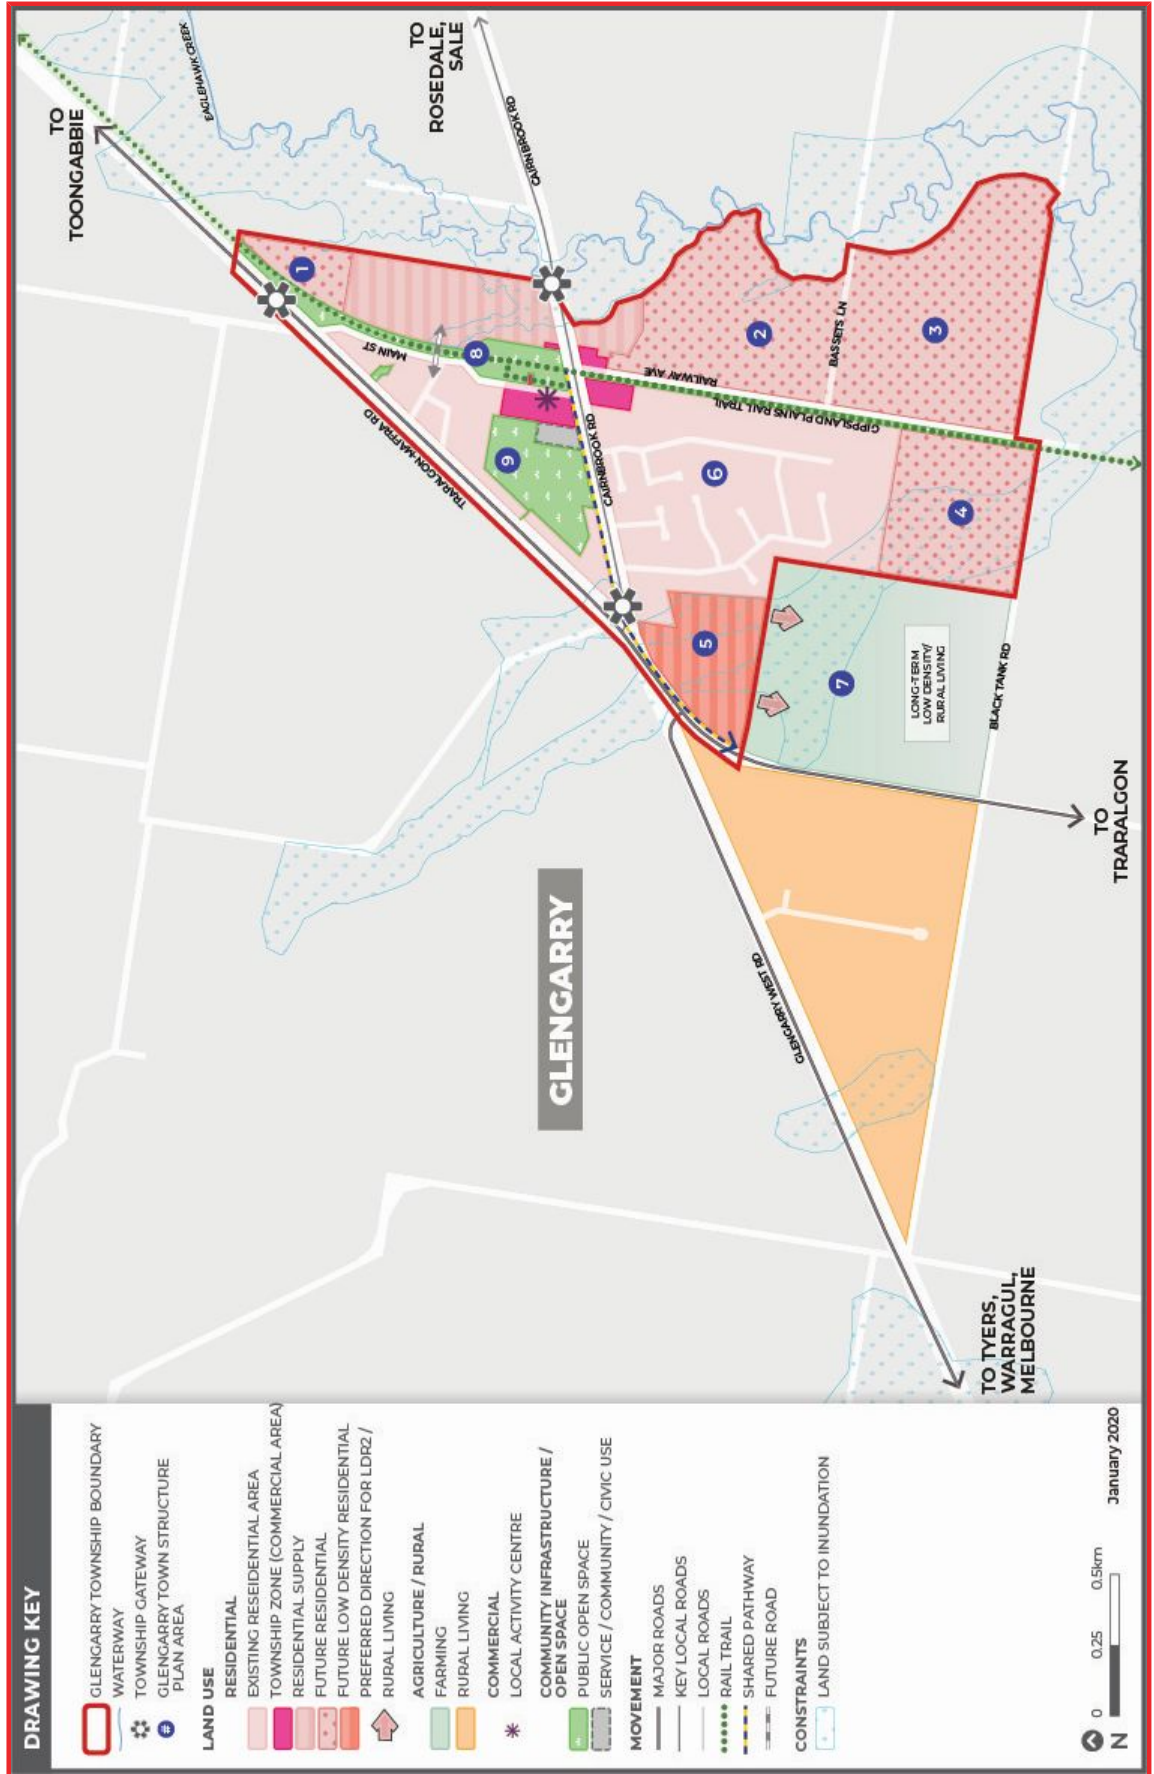 DRAWING KEY
GLENGARRY TOWNSHIP BOUNDARY
WATERWAY
TOWNSHIP GATEWAY
#
GLENGARRY TOWN STRUCTURE
PLAN AREA
LAND USE
RESIDENTIAL
EXISTING RESEIDENTIAL AREA
TOWNSHIP ZONE (COMMERCIAL AREA)
RESIDENTIAL SUPPLY
FUTURE RESIDENTIAL
FUTURE LOW DENSITY RESIDENTIAL
PREFERRED DIRECTION FOR LDR2 /
RURAL LIVING
AGRICULTURE / RURAL
FARMING
RURAL LIVING
COMMERCIAL
LOCAL ACTIVITY CENTRE
COMMUNITY INFRASTRUCTURE /
OPEN SPACE
PUBLIC OPEN SPACE
SERVICE / COMMUNITY / CIVIC USE
MOVEMENT
MAJOR ROADS
KEY LOCAL ROADS
LOCAL ROADS
RAIL TRAIL
SHARED PATHWAY
FUTURE ROAD
CONSTRAINTS
LAND SUBJECT TO INUNDATION
N
0 0.25 0.5km
January 2020
GLENGARRY
TO
TOONGABBIE
EAGLEHAWK CREEK
TO
ROSEDALE,
SALE
CAIRNBROOK RD
1
MAIN ST
TRARALGON MAFFRA RD
8
9
CAIRNBROOK RD
RAILWAY AVE
GIPPSLAND PLAINS RAIL TRAIL
BASSETS LN
2
3
4
5
6
7
LONG-TERM
LOW DENSITY/
RURAL LIVING
BLACK TANK RD
TO
TRARALGON
GLENGARRY WEST RD
TO TYERS,
WARRAGUL,
MELBOURNE